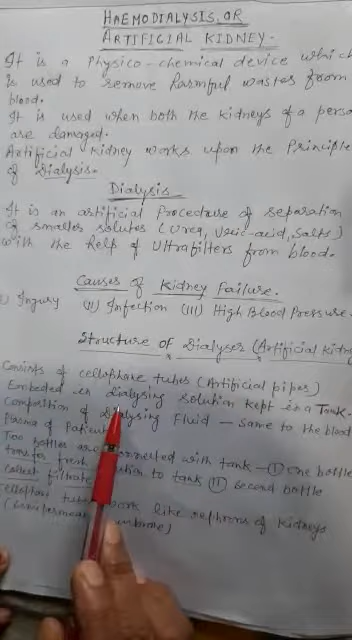 HAEMODIALYSIS OR
ARTIFICIAL KIDNEY-
It is a Physico-chemical device which
is used to remove harmful wastes from
blood.
It is used when both the kidneys of a
are damaged.
Artificial Kidney works upon the Principle
of Dialysis-
Dialysis
It is an artificial Procedure of separation
of smaller solutes (Urea, Uric-acid, Salts)
with the help of Ultrafilters from blood.
Causes of Kidney Failure.
Injury (II) Infection (III) High Blood Pressure.
Structure of Dialyser (Artificial
Consists of cellophane tubes (Artificial pipes)
Embeded in dialysing solution kept in a Tank-
Composition of Dialysing Fluid - same to the blood
Plasma of
Two bottles are connected with tank - (I) one bottle
transfer fresh to tank (II) second bottle
collect filtrate
tubes work like nephrons of kidneys